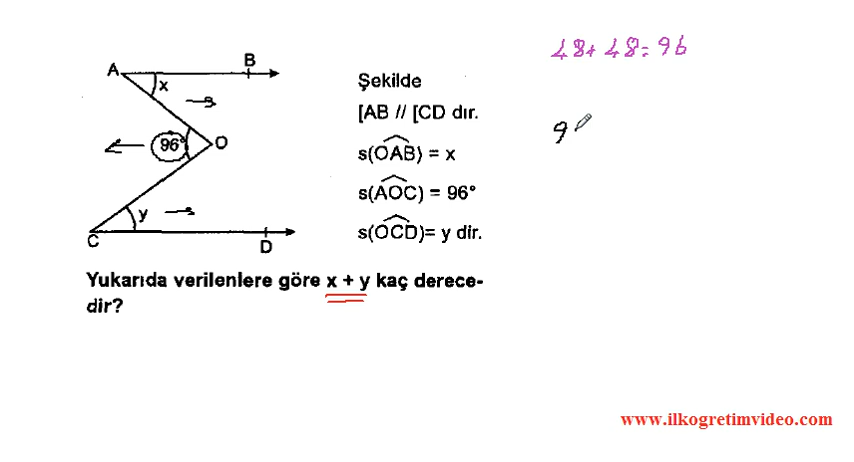 48+48=96
A
B
x
96°
O
y
C
D
Şekilde
[AB // [CD dır.
s(OAB) = x
s(AOC) = 96°
s(OCD)= y dir.
9
Yukarıda verilenlere göre x + y kaç derece-
dir?
www.ilkogretimvideo.com